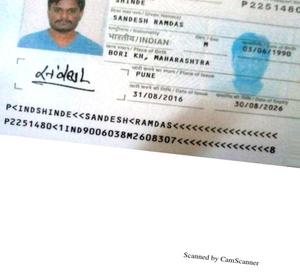 SHINDE
P2251480
SANDESH RAMDAS
भारतीय/INDIAN
M
03/06/1990
BORI KH, MAHARASHTRA
PUNE
31/08/2016
30/08/2026
P<INDSHINDE<<SANDESH<RAMDAS<<<<<<<<<<<<<<<<<
P2251480<1IND9006038M2608307<<<<<<<<<<<<<<<8
Scanned by CamScanner